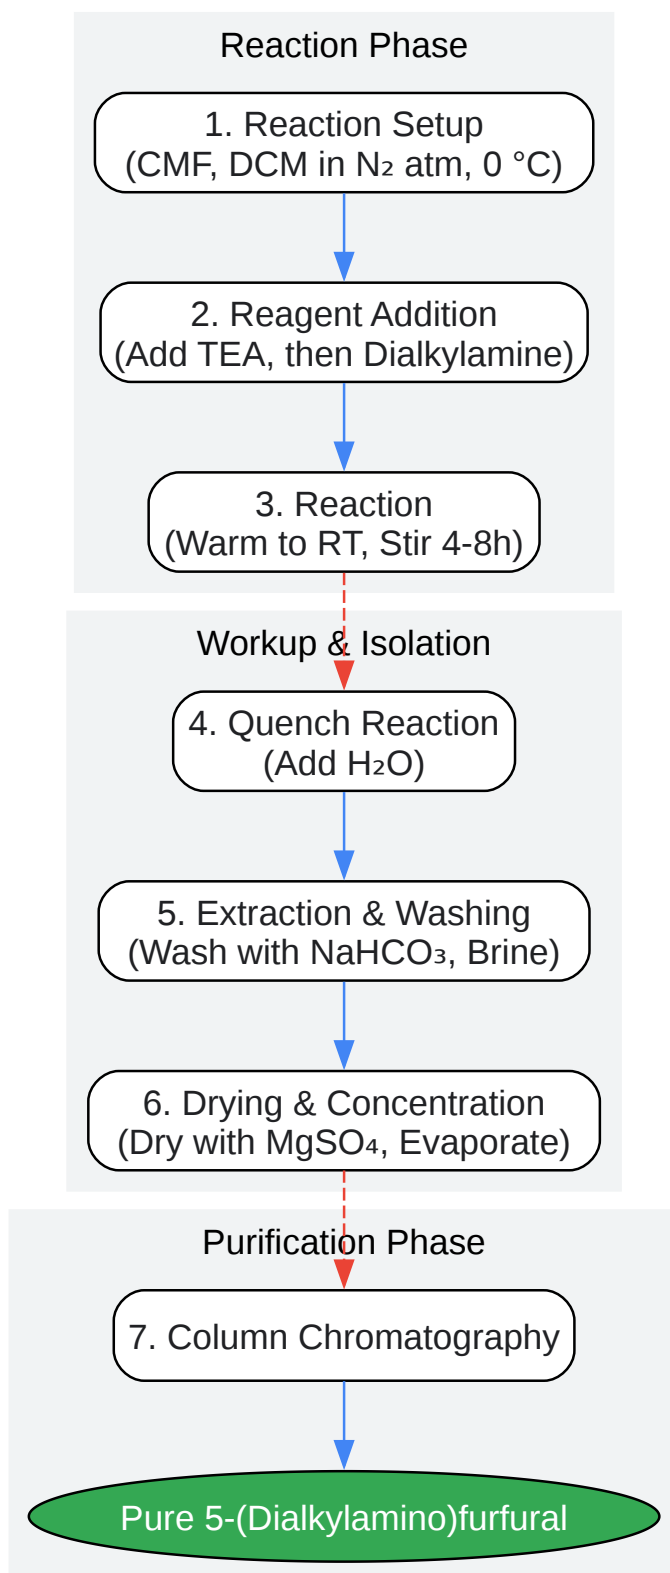 Reaction Phase
1. Reaction Setup
(CMF, DCM in N₂ atm, 0 °C)
2. Reagent Addition
(Add TEA, then Dialkylamine)
3. Reaction
(Warm to RT, Stir 4-8h)
Workup & Isolation
4. Quench Reaction
(Add H₂O)
5. Extraction & Washing
(Wash with NaHCO₃, Brine)
6. Drying & Concentration
(Dry with MgSO₄, Evaporate)
Purification Phase
7. Column Chromatography
Pure 5-(Dialkylamino)furfural